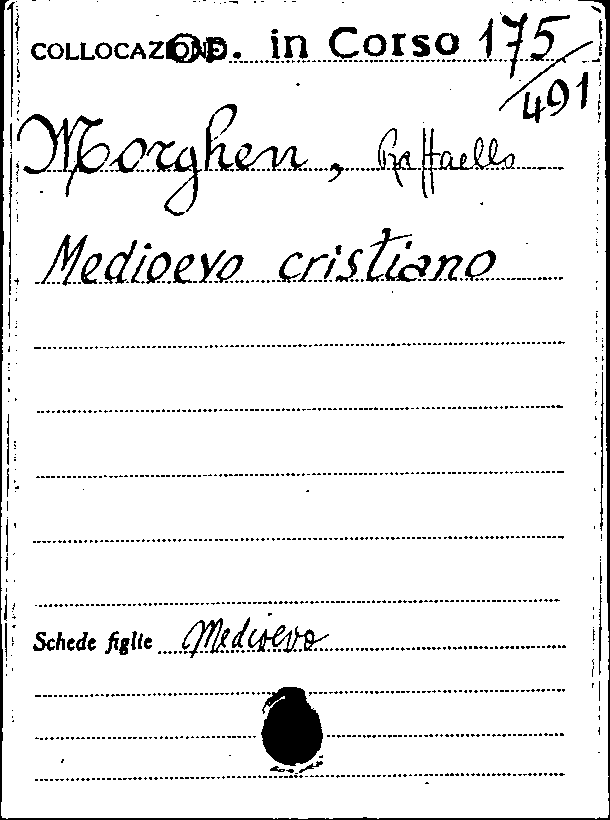 COLLOCAZIONE Op. in Corso 175/491
Morghen, Raffaello
Medioevo cristiano
Schede figlie Medioevo